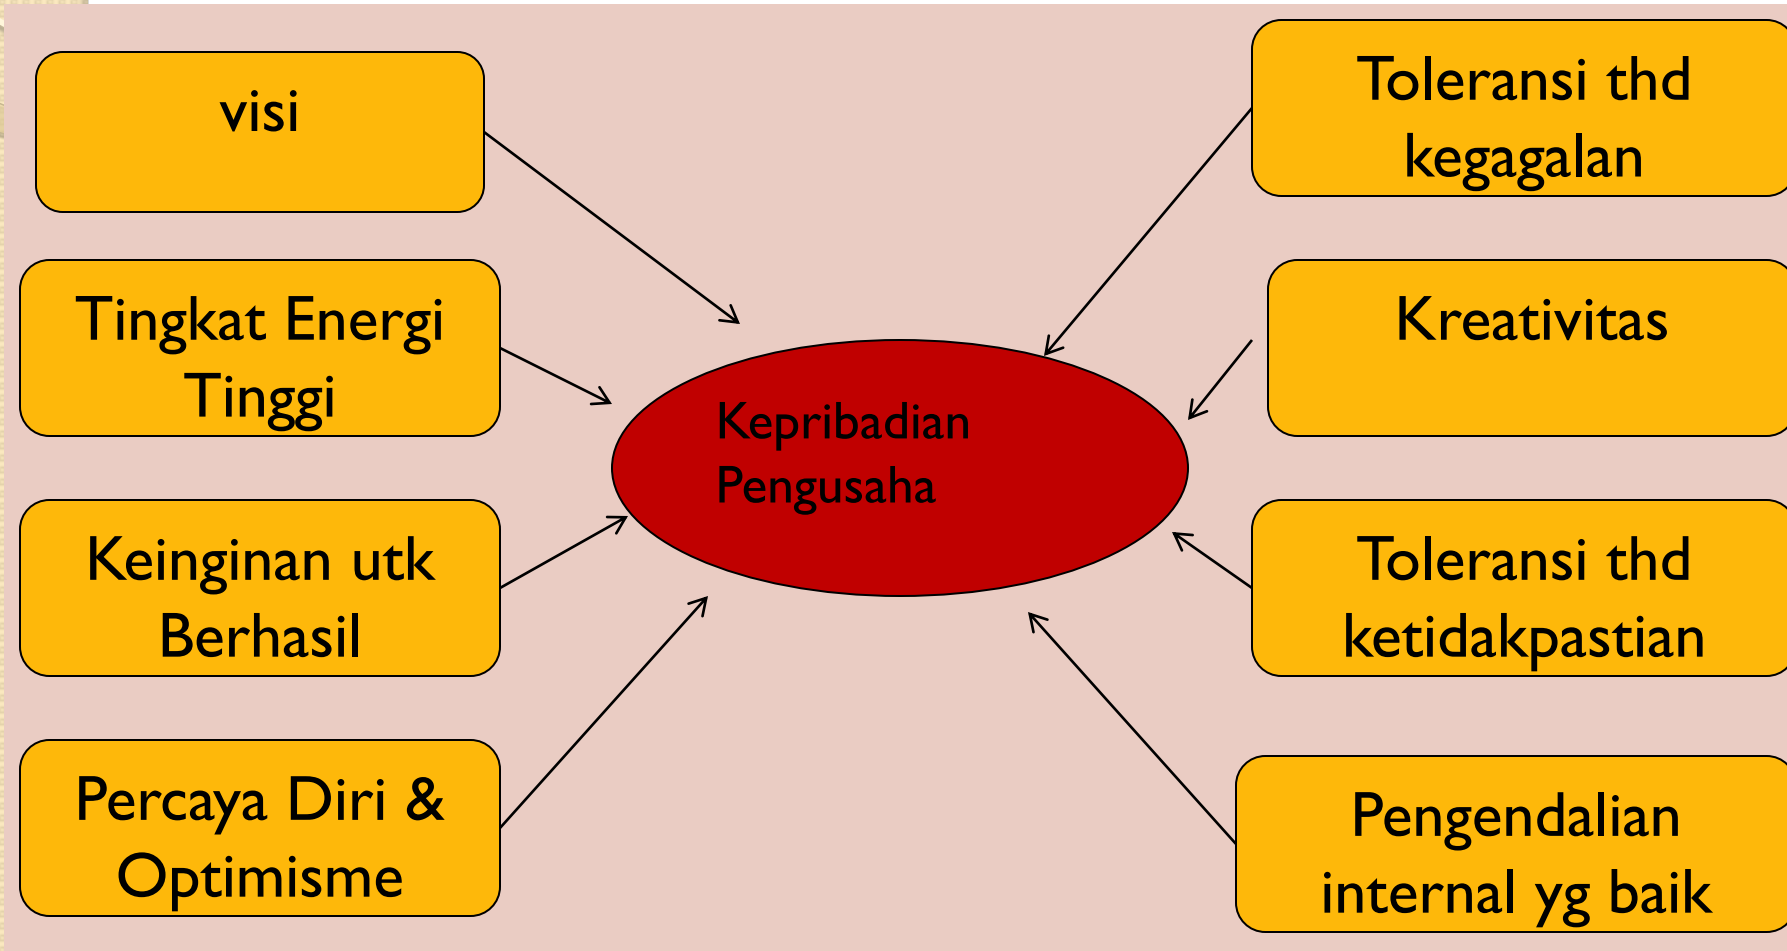 visi
Tingkat Energi
Tinggi
Keinginan utk
Berhasil
Percaya Diri &
Optimisme
Kepribadian
Pengusaha
Toleransi thd
kegagalan
Kreativitas
Toleransi thd
ketidakpastian
Pengendalian
internal yg baik